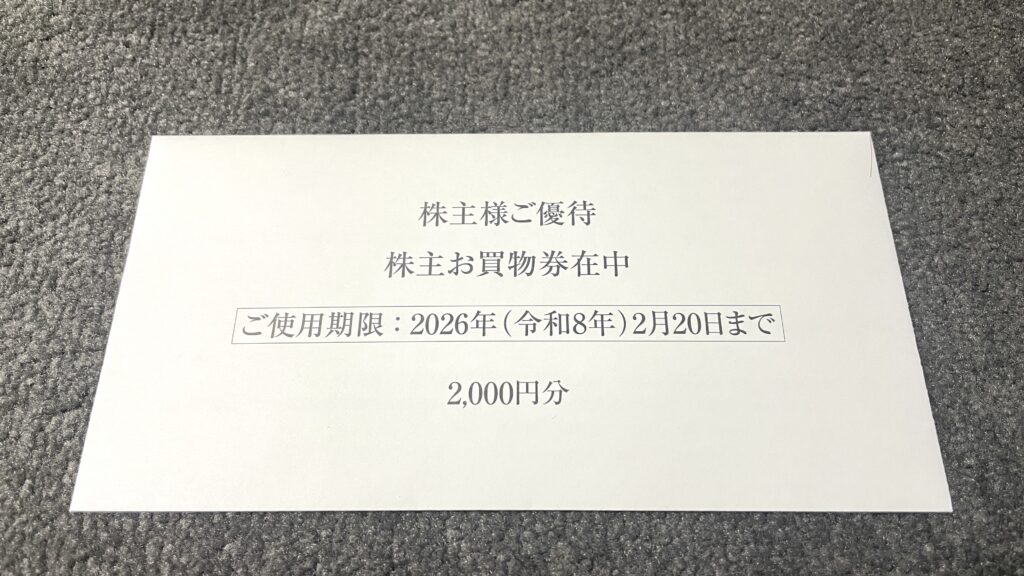 株主様ご優待
株主お買物券在中
ご使用期限：2026年(令和8年)2月20日まで
2,000円分